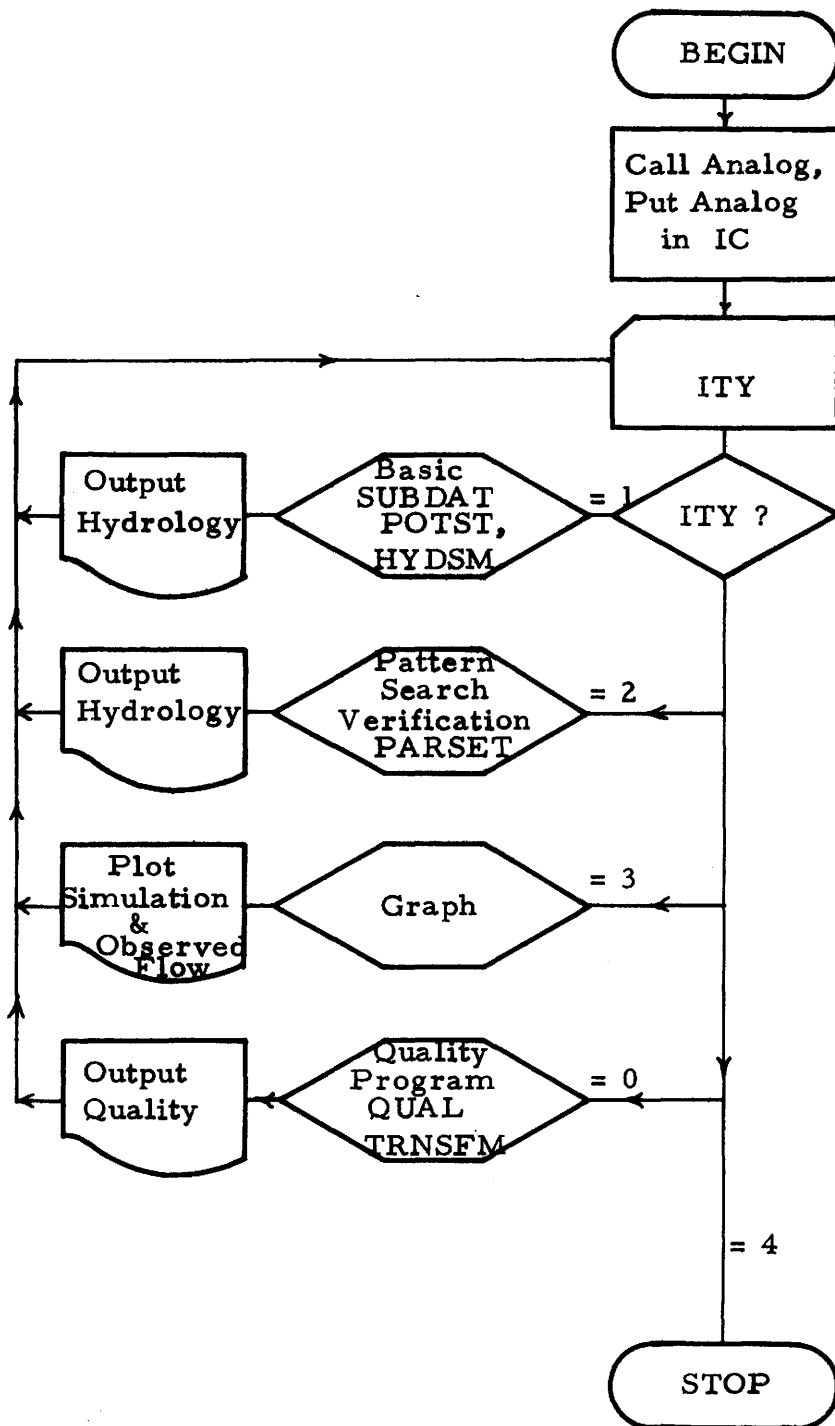 BEGIN
Call Analog,
Put Analog
in IC
ITY
ITY ?
= 1
Basic
SUBDAT
POTST,
HYDSM
Output
Hydrology
= 2
Pattern
Search
Verification
PARSET
Output
Hydrology
= 3
Graph
Plot
Simulation
&
Observed
Flow
= 0
Quality
Program
QUAL
TRNSFM
Output
Quality
= 4
STOP